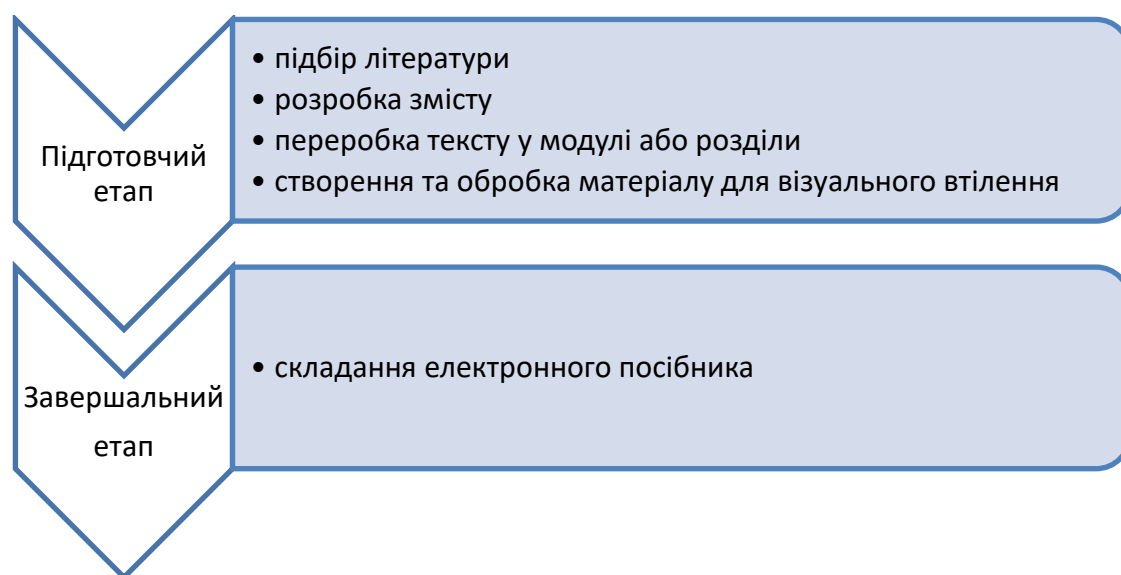 Підготовчий
етап
• підбір літератури
• розробка змісту
• переробка тексту у модулі або розділи
• створення та обробка матеріалу для візуального втілення
Завершальний
етап
• складання електронного посібника